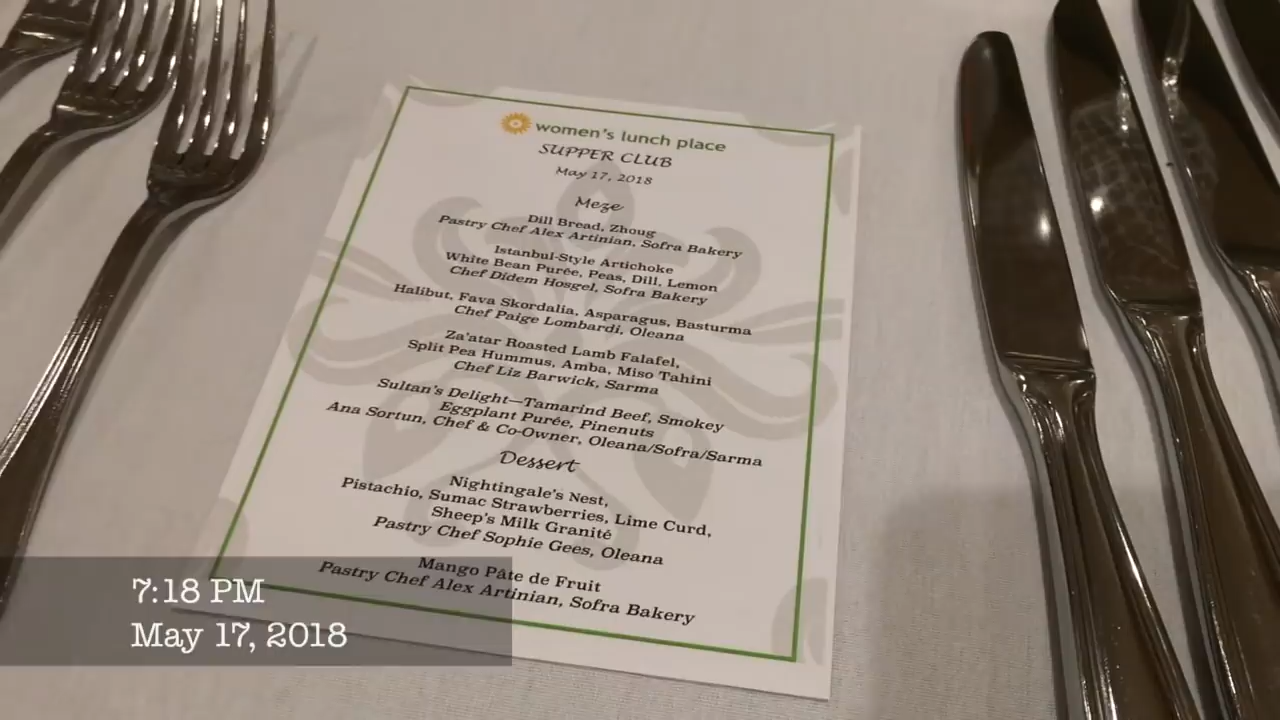 women's lunch place
SUPPER CLUB
May 17, 2018
Meze
Dill Bread, Zhoug
Pastry Chef Alex Artinian, Sofra Bakery
Istanbul-Style Artichoke
White Bean Purée, Peas, Dill, Lemon
Chef Didem Hosgel, Sofra Bakery
Halibut, Fava Skordalia, Asparagus, Basturma
Chef Paige Lombardi, Oleana
Za'atar Roasted Lamb Falafel,
Split Pea Hummus, Amba, Miso Tahini
Chef Liz Barwick, Sarma
Sultan's Delight—Tamarind Beef, Smokey
Eggplant Purée, Pinenuts
Ana Sortun, Chef & Co-Owner, Oleana/Sofra/Sarma
Dessert
Nightingale's Nest,
Pistachio, Sumac Strawberries, Lime Curd,
Sheep's Milk Granité
Pastry Chef Sophie Gees, Oleana
Mango Pâte de Fruit
Pastry Chef Alex Artinian, Sofra Bakery
7:18 PM
May 17, 2018